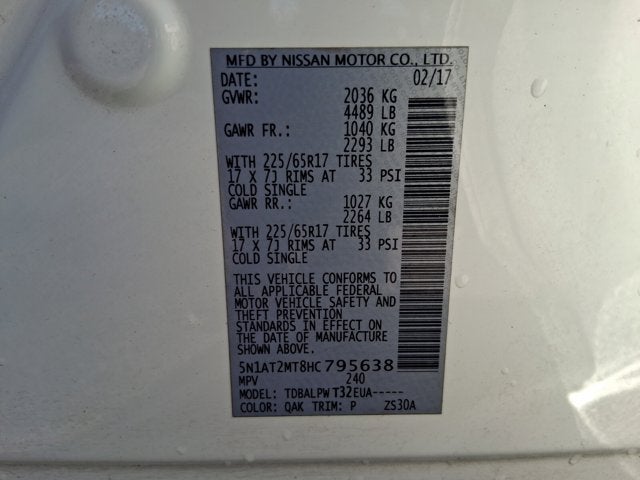 MFD BY NISSAN MOTOR CO., LTD.
DATE: 02/17
GVWR: 2036 KG
4489 LB
GAWR FR.: 1040 KG
2293 LB
WITH 225/65R17 TIRES
17 X 7J RIMS AT 33 PSI
COLD SINGLE
GAWR RR.: 1027 KG
2264 LB
WITH 225/65R17 TIRES
17 X 7J RIMS AT 33 PSI
COLD SINGLE
THIS VEHICLE CONFORMS TO
ALL APPLICABLE FEDERAL
MOTOR VEHICLE SAFETY AND
THEFT PREVENTION
STANDARDS IN EFFECT ON
THE DATE OF MANUFACTURE
SHOWN ABOVE.
5N1AT2MT8HC795638
MPV 240
MODEL: TDBALPWT32EUA-----
COLOR: QAK TRIM: P ZS30A